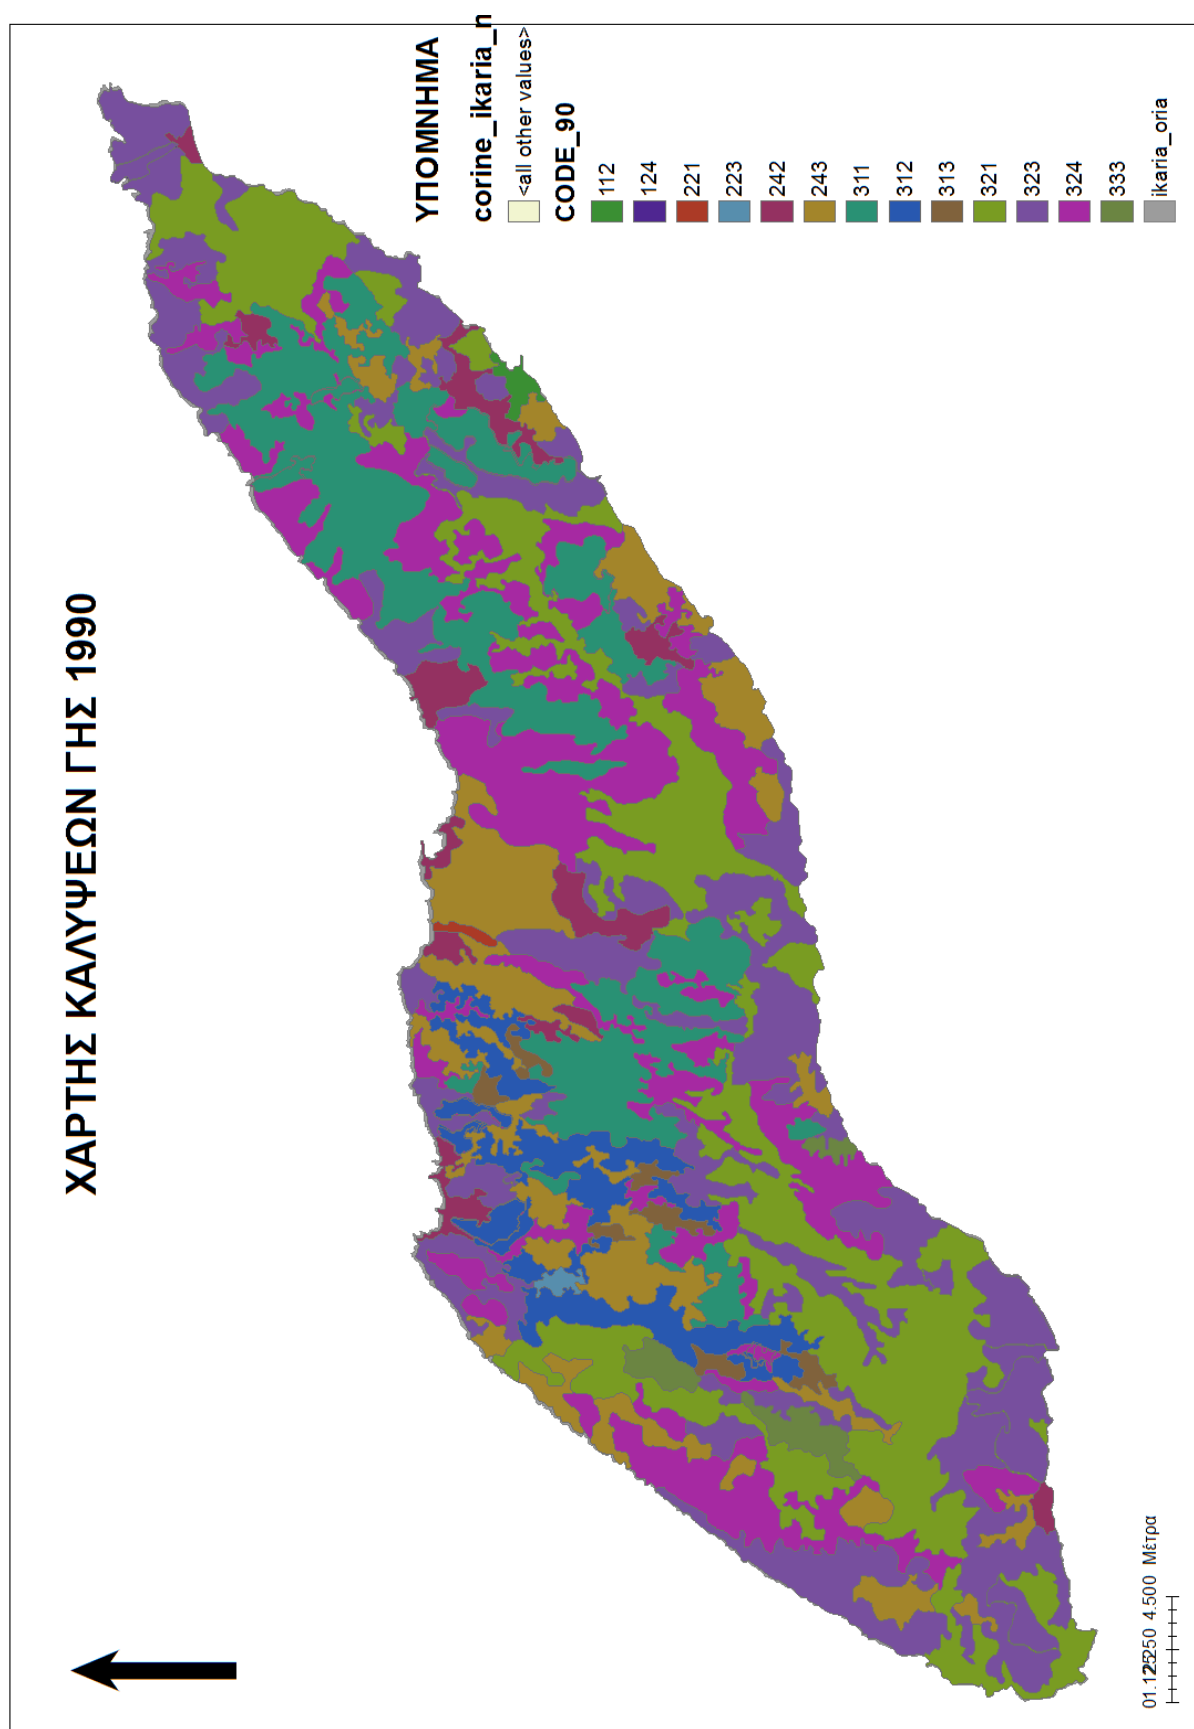 ΧΑΡΤΗΣ ΚΑΛΥΨΕΩΝ ΓΗΣ 1990
ΥΠΟΜΝΗΜΑ
corine_ikaria_n
<all other values>
CODE_90
112
124
221
223
242
243
311
312
313
321
323
324
333
ikaria_oria
4.500 Μέτρα